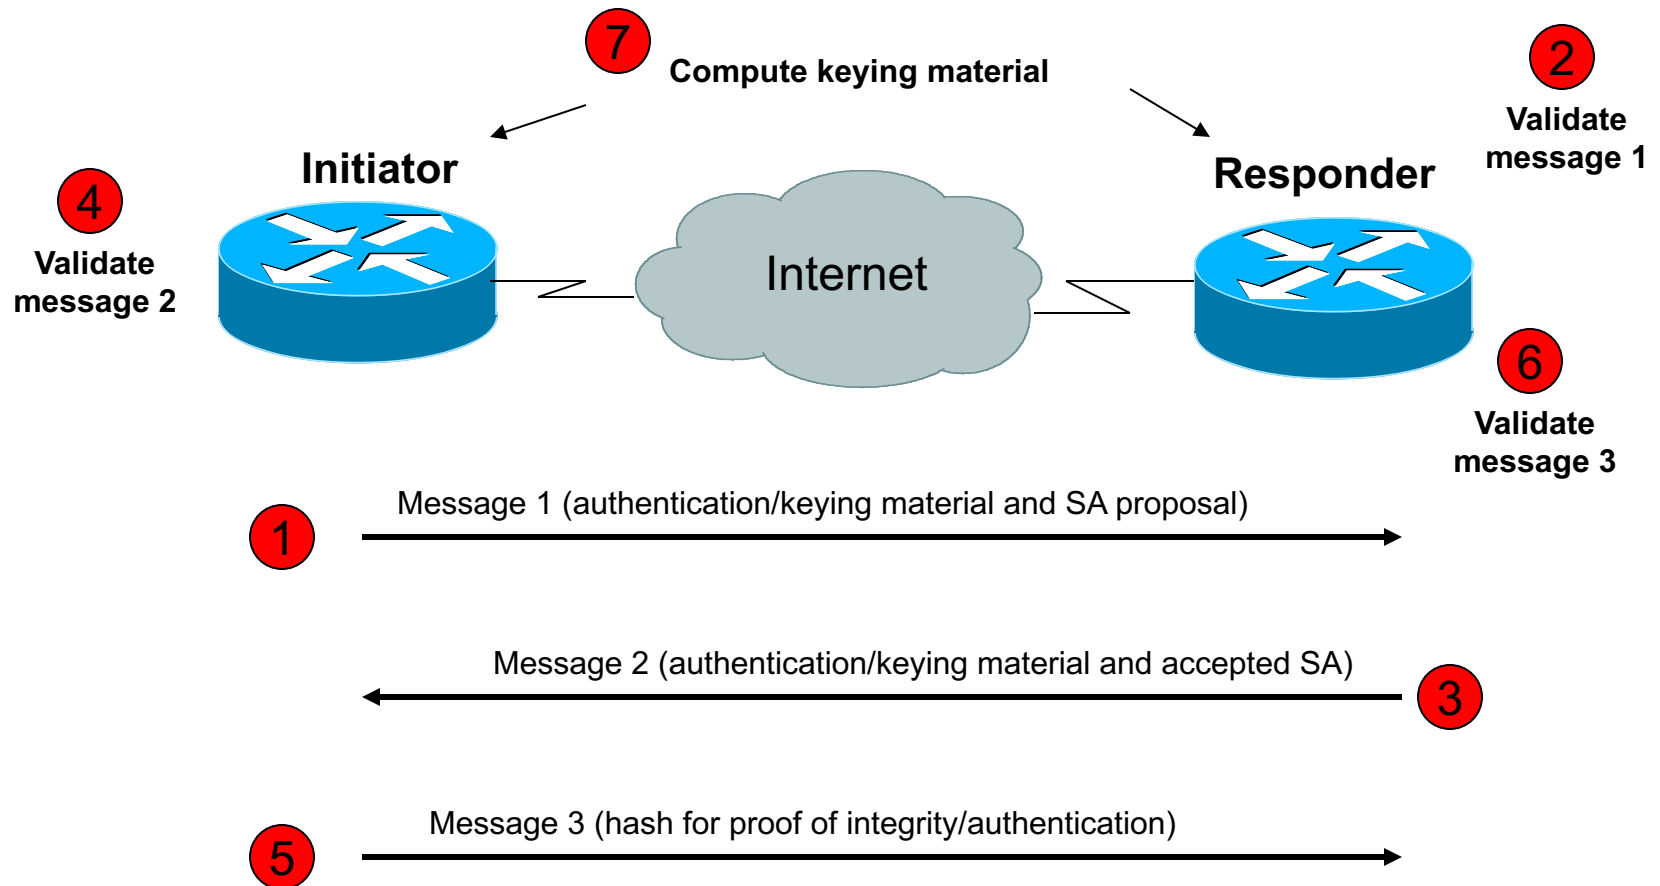 7
Compute keying material
2
Validate
message 1
Initiator
Responder
4
Validate
message 2
Internet
6
Validate
message 3
Message 1 (authentication/keying material and SA proposal)
1
Message 2 (authentication/keying material and accepted SA)
3
Message 3 (hash for proof of integrity/authentication)
5